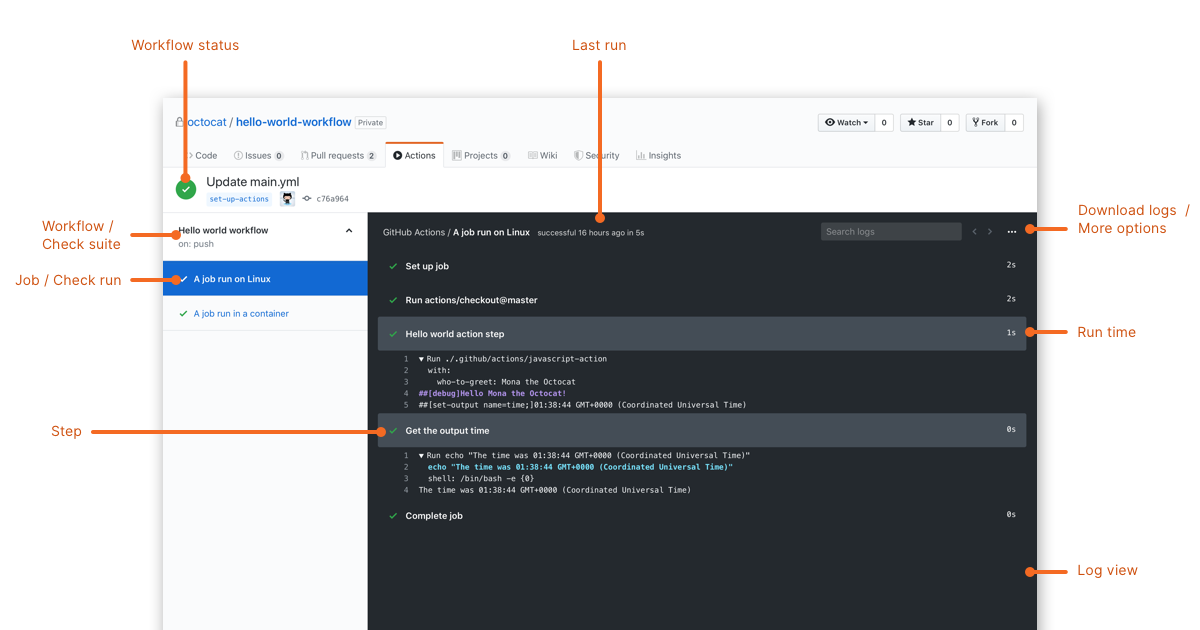 Workflow status
Last run
octocat / hello-world-workflow Private
Watch 0 Star 0 Fork 0
Code Issues 0 Pull requests 2 Actions Projects 0 Wiki Security Insights
Update main.yml
set-up-actions c76a964
Workflow /
Check suite
Hello world workflow
on: push
GitHub Actions / A job run on Linux successful 16 hours ago in 5s
Search logs
Download logs /
More options
Job / Check run
A job run on Linux
A job run in a container
Set up job 2s
Run actions/checkout@master 2s
Hello world action step 1s
Run time
1 ▼ Run ./.github/actions/javascript-action
2 with:
3 who-to-greet: Mona the Octocat
4 ##[debug]Hello Mona the Octocat!
5 ##[set-output name=time;]01:38:44 GMT+0000 (Coordinated Universal Time)
Step
Get the output time 0s
1 ▼ Run echo "The time was 01:38:44 GMT+0000 (Coordinated Universal Time)"
2 echo "The time was 01:38:44 GMT+0000 (Coordinated Universal Time)"
3 shell: /bin/bash -e {0}
4 The time was 01:38:44 GMT+0000 (Coordinated Universal Time)
Complete job 0s
Log view